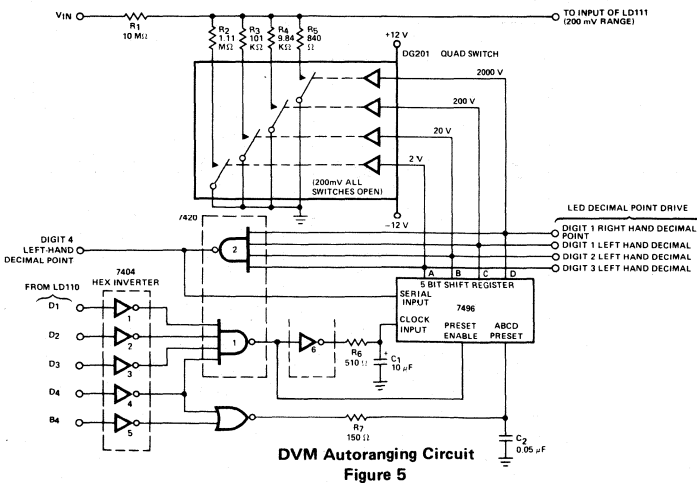 VIN
R1
10 MΩ
TO INPUT OF LD111
(200 mV RANGE)
R2
1.11
MΩ
R3
101
KΩ
R4
9.84
KΩ
R5
840
Ω
+12 V
DG201 QUAD SWITCH
2000 V
200 V
20 V
2 V
(200mV ALL
SWITCHES OPEN)
-12 V
7420
2
LED DECIMAL POINT DRIVE
DIGIT 1 RIGHT HAND DECIMAL
POINT
DIGIT 1 LEFT HAND DECIMAL
DIGIT 2 LEFT HAND DECIMAL
DIGIT 3 LEFT HAND DECIMAL
DIGIT 4
LEFT-HAND
DECIMAL POINT
7404
HEX INVERTER
FROM LD110
A B C D
5 BIT SHIFT REGISTER
SERIAL
INPUT
7496
CLOCK
INPUT
PRESET
ENABLE
ABCD
PRESET
D1
1
D2
2
D3
3
D4
4
B4
5
1
6
R6
510 Ω
+
C1
10 µF
R7
150 Ω
C2
0.05 µF
DVM Autoranging Circuit
Figure 5